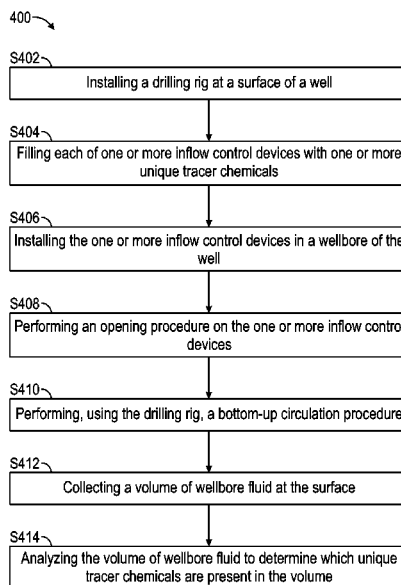 400
S402
Installing a drilling rig at a surface of a well
S404
Filling each of one or more inflow control devices with one or more
unique tracer chemicals
S406
Installing the one or more inflow control devices in a wellbore of the
well
S408
Performing an opening procedure on the one or more inflow control
devices
S410
Performing, using the drilling rig, a bottom-up circulation procedure
S412
Collecting a volume of wellbore fluid at the surface
S414
Analyzing the volume of wellbore fluid to determine which unique
tracer chemicals are present in the volume